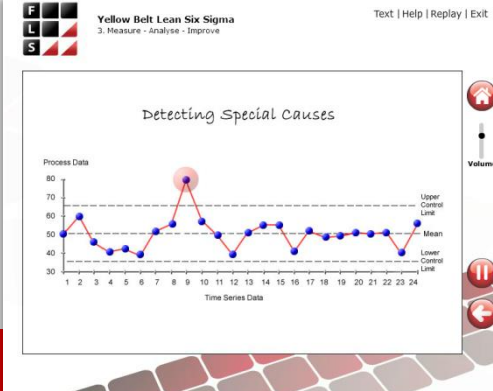 F
L
S
Yellow Belt Lean Six Sigma
3. Measure - Analyse - Improve
Text | Help | Replay | Exit
Detecting Special Causes
Process Data
80
70
60
50
40
30
Upper
Control
Limit
Mean
Lower
Control
Limit
1 2 3 4 5 6 7 8 9 10 11 12 13 14 15 16 17 18 19 20 21 22 23 24
Time Series Data
Volume